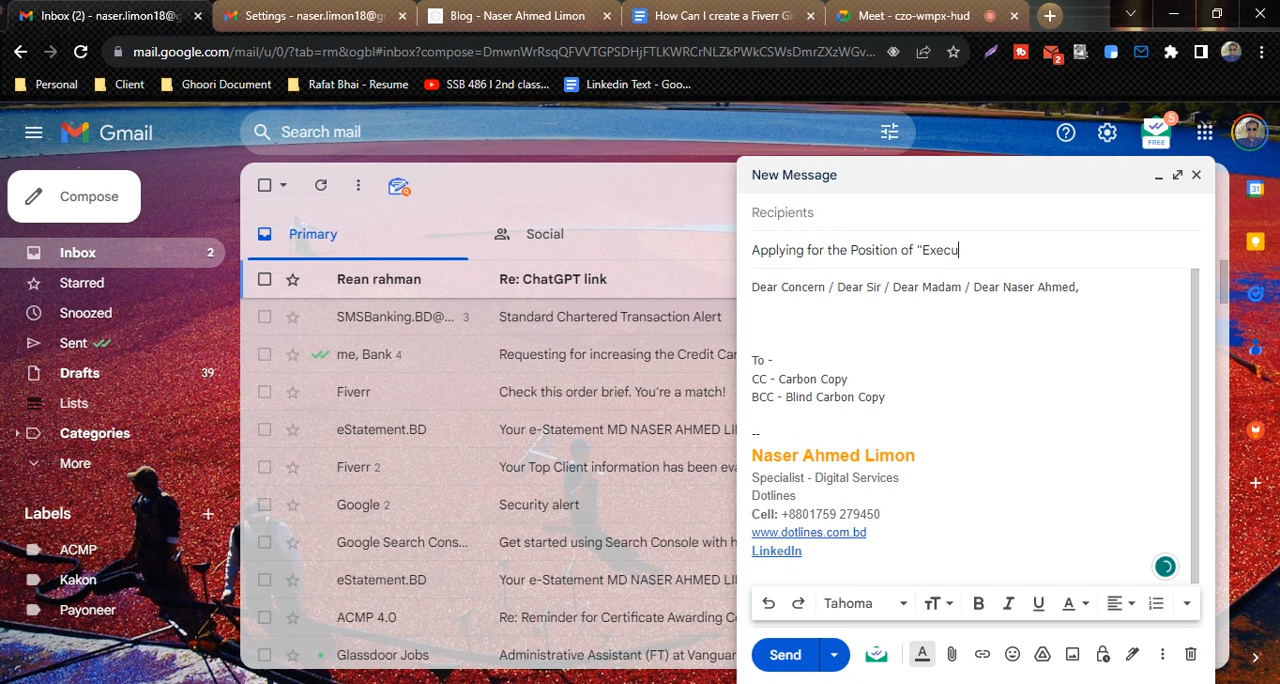 Inbox (2) - naser.limon18@g
Settings - naser.limon18@g
Blog - Naser Ahmed Limon
How Can I create a Fiverr Gi
Meet - czo-wmpx-hud
mail.google.com/mail/u/0/?tab=rm&ogbl#inbox?compose=DmwnWrRsqQFVVTGPSDHjFTLKWRCrNLZkPWkCSWsDmrZXzWGv...
2
Personal
Client
Ghoori Document
Rafat Bhai - Resume
SSB 486 l 2nd class...
Linkedin Text - Goo...
Gmail
Search mail
5
FREE
Compose
Inbox 2
Starred
Snoozed
Sent
Drafts 39
Lists
Categories
More
Labels
ACMP
Kakon
Payoneer
Primary
Social
Rean rahman Re: ChatGPT link
SMSBanking.BD@... 3 Standard Chartered Transaction Alert
me, Bank 4 Requesting for increasing the Credit Car
Fiverr Check this order brief. You're a match!
eStatement.BD Your e-Statement MD NASER AHMED LI
Fiverr 2 Your Top Client information has been eva
Google 2 Security alert
Google Search Cons... Get started using Search Console with h
eStatement.BD Your e-Statement MD NASER AHMED LI
ACMP 4.0 Re: Reminder for Certificate Awarding C
Glassdoor Jobs Administrative Assistant (FT) at Vanguar
New Message
Recipients
Applying for the Position of "Execu
Dear Concern / Dear Sir / Dear Madam / Dear Naser Ahmed,
To -
CC - Carbon Copy
BCC - Blind Carbon Copy
--
Naser Ahmed Limon
Specialist - Digital Services
Dotlines
Cell: +8801759 279450
www.dotlines.com.bd
LinkedIn
Tahoma
Send
31